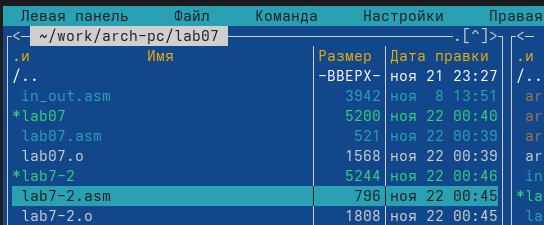 Левая панель Файл Команда Настройки Правая
<— ~/work/arch-pc/lab07 .[^]> <—
.и Имя Размер Дата правки .и
/.. -ВВЕРХ- ноя 21 23:27 /..
in_out.asm 3942 ноя 8 13:51 ar
*lab07 5200 ноя 22 00:40 ar
lab07.asm 521 ноя 22 00:39 ar
lab07.o 1568 ноя 22 00:39 ar
*lab7-2 5244 ноя 22 00:46 in
lab7-2.asm 796 ноя 22 00:45 *la
lab7-2.o 1808 ноя 22 00:45 la